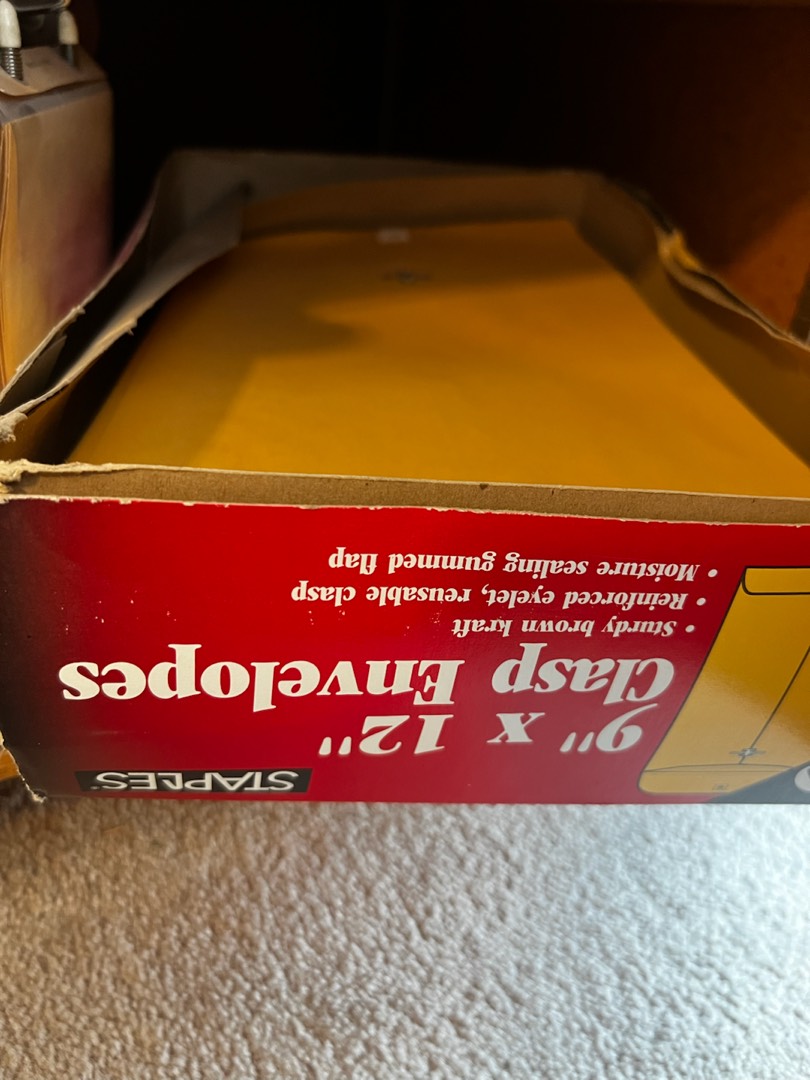 STAPLES®
9" x 12"
Clasp Envelopes
• Sturdy brown kraft
• Reinforced eyelet, reusable clasp
• Moisture sealing gummed flap